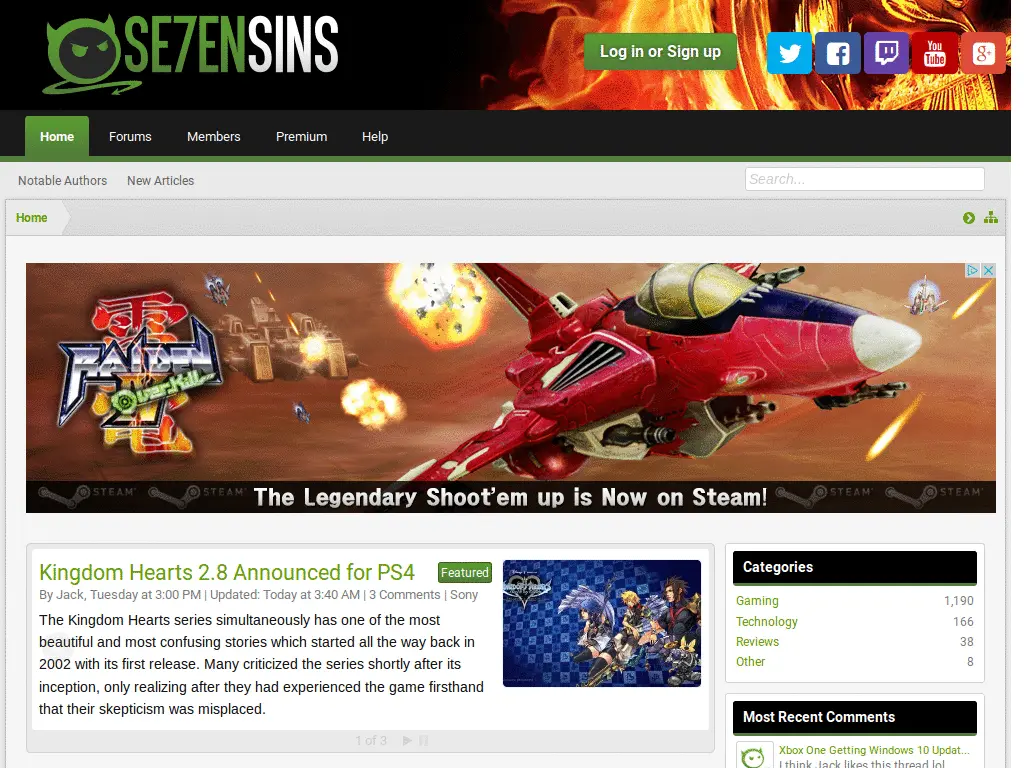 SE7ENSINS
Log in or Sign up
You
Tube
g+
Home
Forums
Members
Premium
Help
Notable Authors
New Articles
Search...
Home
雷
RAIDEN
OverKill
電
STEAM STEAM The Legendary Shoot'em up is Now on Steam! STEAM STEAM
Kingdom Hearts 2.8 Announced for PS4
Featured
By Jack, Tuesday at 3:00 PM | Updated: Today at 3:40 AM | 3 Comments | Sony
The Kingdom Hearts series simultaneously has one of the most
beautiful and most confusing stories which started all the way back in
2002 with its first release. Many criticized the series shortly after its
inception, only realizing after they had experienced the game firsthand
that their skepticism was misplaced.
1 of 3
Categories
Gaming 1,190
Technology 166
Reviews 38
Other 8
Most Recent Comments
Xbox One Getting Windows 10 Updat...
I think Jack likes this thread lol